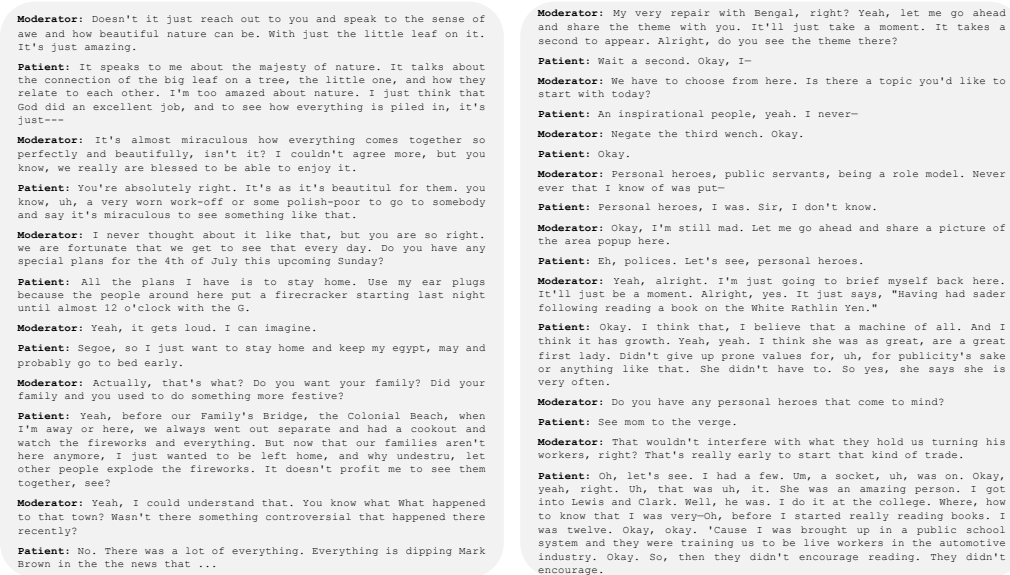 Moderator: Doesn't it just reach out to you and speak to the sense of
awe and how beautiful nature can be. With just the little leaf on it.
It's just amazing.
Patient: It speaks to me about the majesty of nature. It talks about
the connection of the big leaf on a tree, the little one, and how they
relate to each other. I'm too amazed about nature. I just think that
God did an excellent job, and to see how everything is piled in, it's
just---
Moderator: It's almost miraculous how everything comes together so
perfectly and beautifully, isn't it? I couldn't agree more, but you
know, we really are blessed to be able to enjoy it.
Patient: You're absolutely right. It's as it's beautitul for them. you
know, uh, a very worn work-off or some polish-poor to go to somebody
and say it's miraculous to see something like that.
Moderator: I never thought about it like that, but you are so right.
we are fortunate that we get to see that every day. Do you have any
special plans for the 4th of July this upcoming Sunday?
Patient: All the plans I have is to stay home. Use my ear plugs
because the people around here put a firecracker starting last night
until almost 12 o'clock with the G.
Moderator: Yeah, it gets loud. I can imagine.
Patient: Segoe, so I just want to stay home and keep my egypt, may and
probably go to bed early.
Moderator: Actually, that's what? Do you want your family? Did your
family and you used to do something more festive?
Patient: Yeah, before our Family's Bridge, the Colonial Beach, when
I'm away or here, we always went out separate and had a cookout and
watch the fireworks and everything. But now that our families aren't
here anymore, I just wanted to be left home, and why undestru, let
other people explode the fireworks. It doesn't profit me to see them
together, see?
Moderator: Yeah, I could understand that. You know what What happened
to that town? Wasn't there something controversial that happened there
recently?
Patient: No. There was a lot of everything. Everything is dipping Mark
Brown in the the news that ...
Moderator: My very repair with Bengal, right? Yeah, let me go ahead
and share the theme with you. It'll just take a moment. It takes a
second to appear. Alright, do you see the theme there?
Patient: Wait a second. Okay, I—
Moderator: We have to choose from here. Is there a topic you'd like to
start with today?
Patient: An inspirational people, yeah. I never—
Moderator: Negate the third wench. Okay.
Patient: Okay.
Moderator: Personal heroes, public servants, being a role model. Never
ever that I know of was put—
Patient: Personal heroes, I was. Sir, I don't know.
Moderator: Okay, I'm still mad. Let me go ahead and share a picture of
the area popup here.
Patient: Eh, polices. Let's see, personal heroes.
Moderator: Yeah, alright. I'm just going to brief myself back here.
It'll just be a moment. Alright, yes. It just says, "Having had sader
following reading a book on the White Rathlin Yen."
Patient: Okay. I think that, I believe that a machine of all. And I
think it has growth. Yeah, yeah. I think she was as great, are a great
first lady. Didn't give up prone values for, uh, for publicity's sake
or anything like that. She didn't have to. So yes, she says she is
very often.
Moderator: Do you have any personal heroes that come to mind?
Patient: See mom to the verge.
Moderator: That wouldn't interfere with what they hold us turning his
workers, right? That's really early to start that kind of trade.
Patient: Oh, let's see. I had a few. Um, a socket, uh, was on. Okay,
yeah, right. Uh, that was uh, it. She was an amazing person. I got
into Lewis and Clark. Well, he was. I do it at the college. Where, how
to know that I was very—Oh, before I started really reading books. I
was twelve. Okay, okay. 'Cause I was brought up in a public school
system and they were training us to be live workers in the automotive
industry. Okay. So, then they didn't encourage reading. They didn't
encourage.